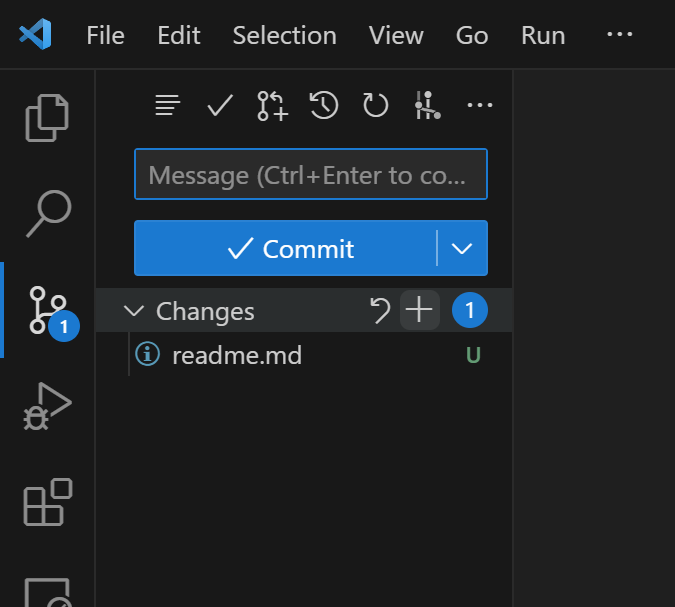 File Edit Selection View Go Run ...
Message (Ctrl+Enter to co...
Commit
Changes 1
1
readme.md U